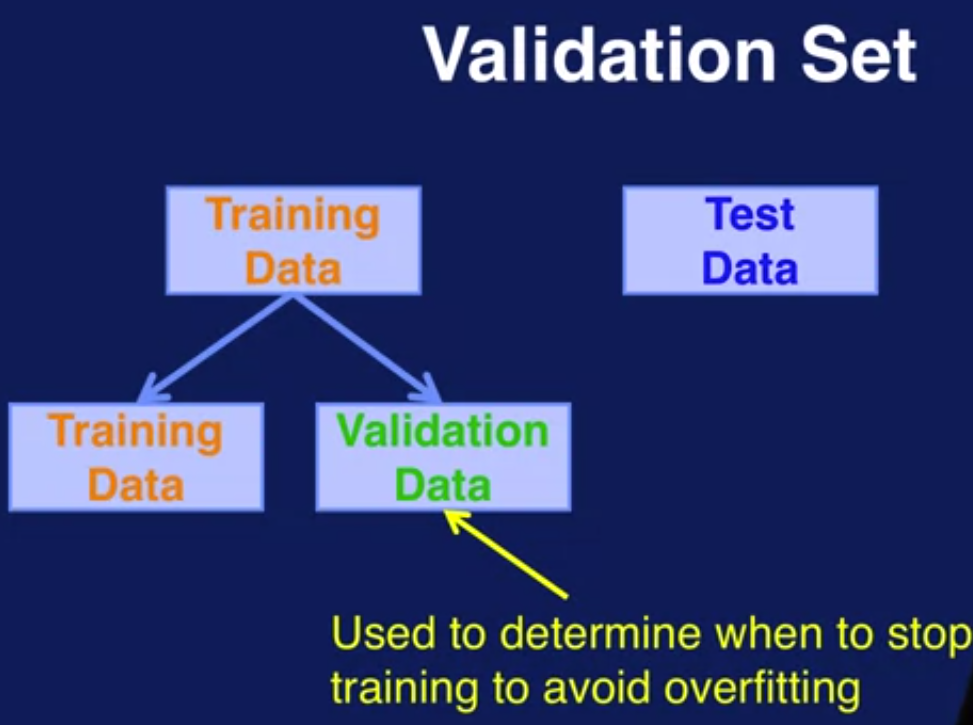 Validation Set
Training
Data
Test
Data
Training
Data
Validation
Data
Used to determine when to stop
training to avoid overfitting